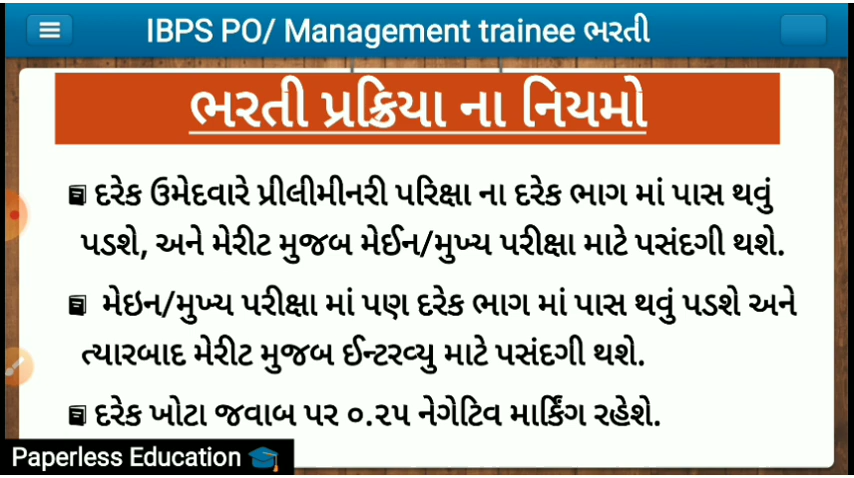 IBPS PO/ Management trainee ભરતી
ભરતી પ્રક્રિયા ના નિયમો
દરેક ઉમેદવારે પ્રીલીમીનરી પરિક્ષા ના દરેક ભાગ માં પાસ થવું
પડશે, અને મેરીટ મુજબ મેઈન/મુખ્ય પરીક્ષા માટે પસંદગી થશે.
મેઇન/મુખ્ય પરીક્ષા માં પણ દરેક ભાગ માં પાસ થવું પડશે અને
ત્યારબાદ મેરીટ મુજબ ઈન્ટરવ્યુ માટે પસંદગી થશે.
દરેક ખોટા જવાબ પર ૦.૨૫ નેગેટિવ માર્કિંગ રહેશે.
Paperless Education